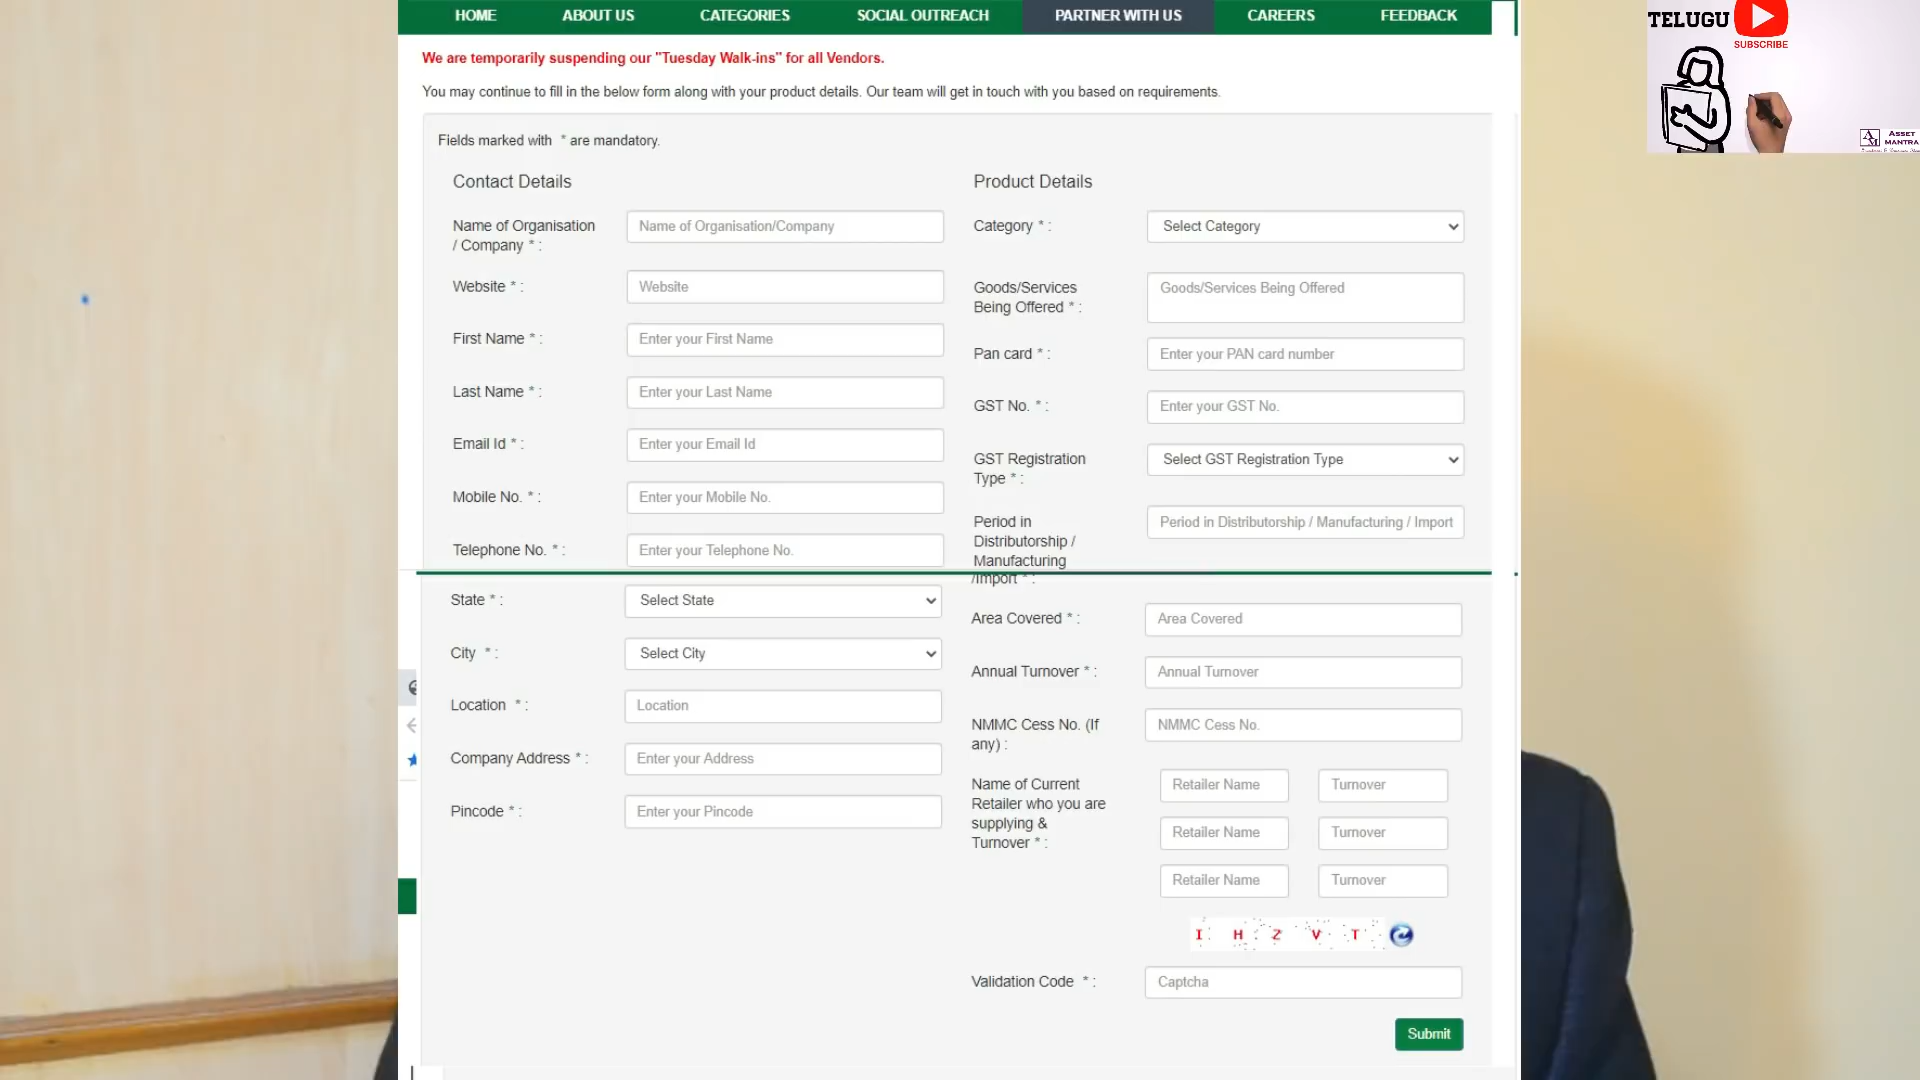 HOME ABOUT US CATEGORIES SOCIAL OUTREACH PARTNER WITH US CAREERS FEEDBACK
TELUGU
SUBSCRIBE
ASSET
MANTRA
We are temporarily suspending our "Tuesday Walk-ins" for all Vendors.
You may continue to fill in the below form along with your product details. Our team will get in touch with you based on requirements.
Fields marked with * are mandatory.
Contact Details
Name of Organisation
/ Company * :
Name of Organisation/Company
Website * :
Website
First Name * :
Enter your First Name
Last Name * :
Enter your Last Name
Email Id * :
Enter your Email Id
Mobile No. * :
Enter your Mobile No.
Telephone No. * :
Enter your Telephone No.
State * :
Select State
City * :
Select City
Location * :
Location
Company Address * :
Enter your Address
Pincode * :
Enter your Pincode
Product Details
Category * :
Select Category
Goods/Services
Being Offered * :
Goods/Services Being Offered
Pan card * :
Enter your PAN card number
GST No. * :
Enter your GST No.
GST Registration
Type * :
Select GST Registration Type
Period in
Distributorship /
Manufacturing
/Import * :
Period in Distributorship / Manufacturing / Import
Area Covered * :
Area Covered
Annual Turnover * :
Annual Turnover
NMMC Cess No. (If
any) :
NMMC Cess No.
Name of Current
Retailer who you are
supplying &
Turnover * :
Retailer Name Turnover
Retailer Name Turnover
Retailer Name Turnover
I H Z V T
Validation Code * :
Captcha
Submit